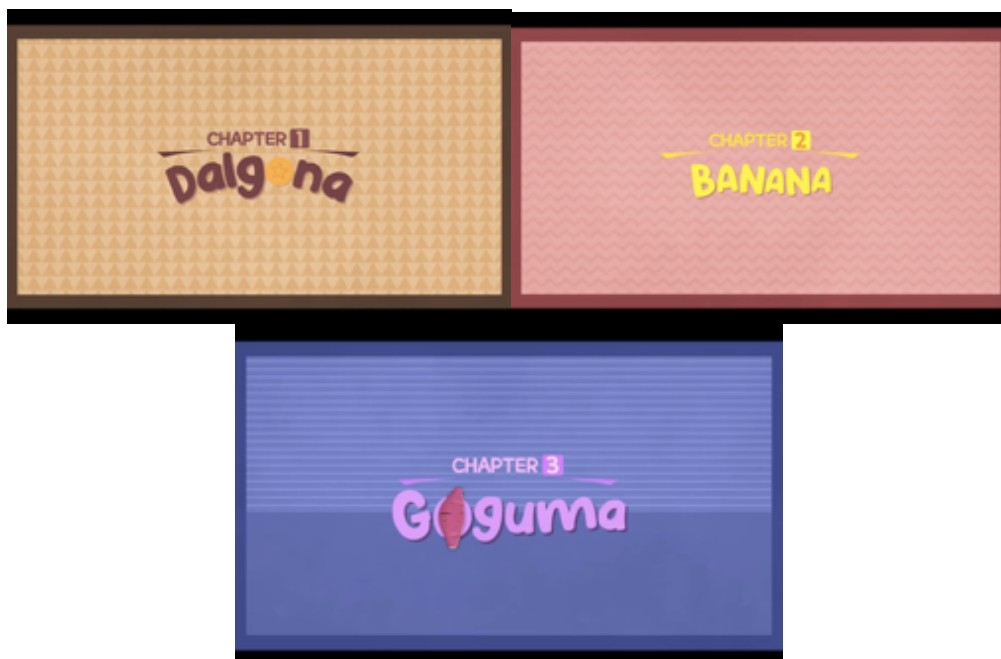 CHAPTER 1
Dalgona
CHAPTER 2
BANANA
CHAPTER 3
Goguma